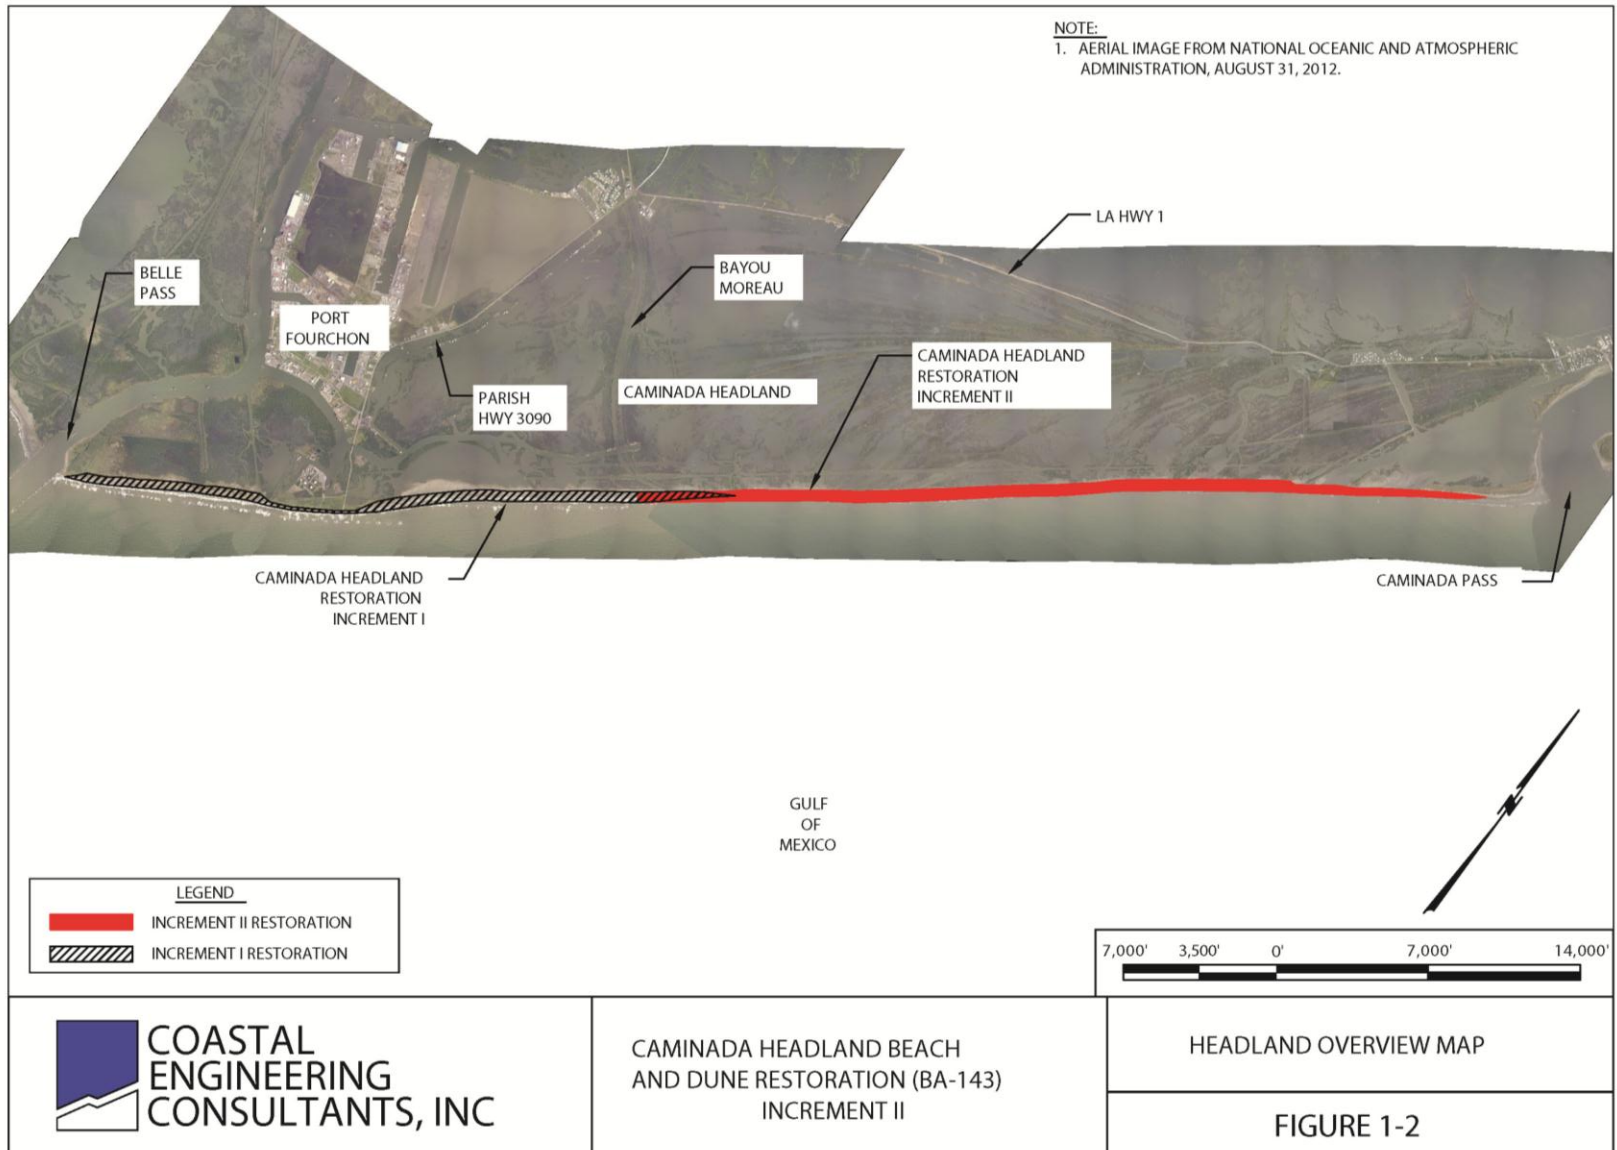 NOTE:
1. AERIAL IMAGE FROM NATIONAL OCEANIC AND ATMOSPHERIC
ADMINISTRATION, AUGUST 31, 2012.
LA HWY 1
BELLE
PASS
BAYOU
MOREAU
PORT
FOURCHON
CAMINADA HEADLAND
RESTORATION
INCREMENT II
PARISH
HWY 3090
CAMINADA HEADLAND
CAMINADA HEADLAND
RESTORATION
INCREMENT I
CAMINADA PASS
GULF
OF
MEXICO
LEGEND
INCREMENT II RESTORATION
INCREMENT I RESTORATION
7,000' 3,500' 0' 7,000' 14,000'
COASTAL
ENGINEERING
CONSULTANTS, INC
CAMINADA HEADLAND BEACH
AND DUNE RESTORATION (BA-143)
INCREMENT II
HEADLAND OVERVIEW MAP
FIGURE 1-2